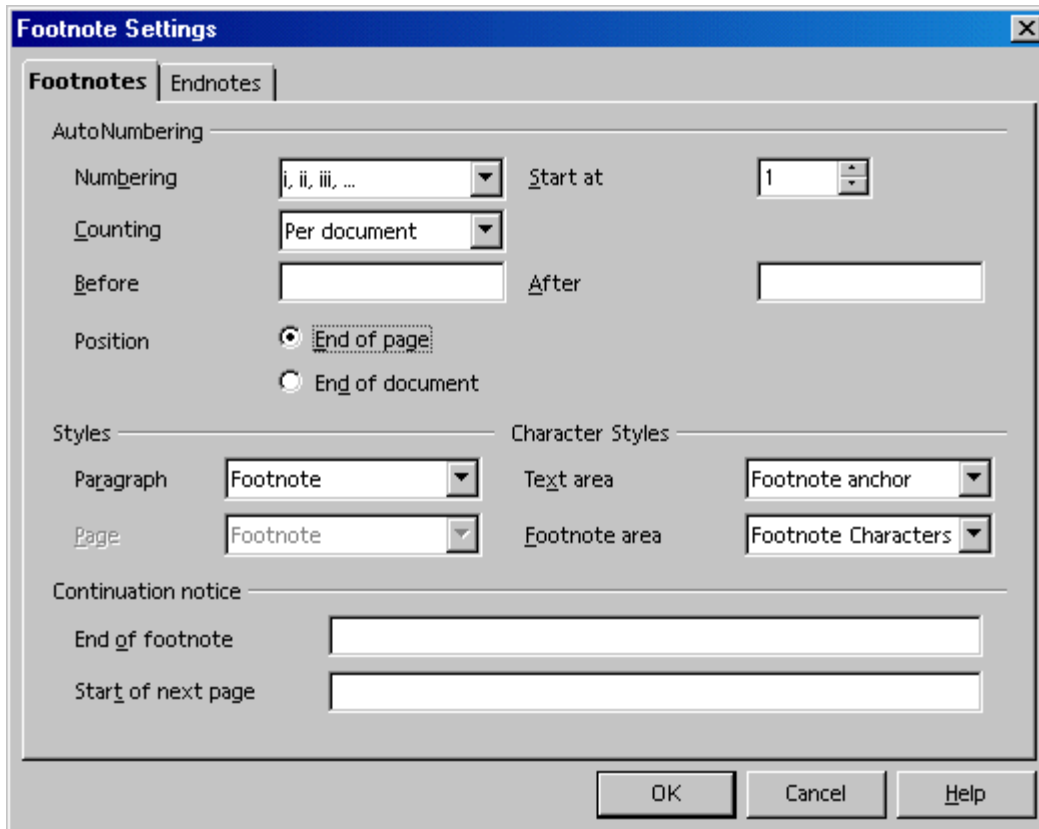 Footnote Settings
Footnotes Endnotes
AutoNumbering
Numbering i, ii, iii, ... Start at 1
Counting Per document
Before After
Position End of page
End of document
Styles Character Styles
Paragraph Footnote Text area Footnote anchor
Page Footnote Footnote area Footnote Characters
Continuation notice
End of footnote
Start of next page
OK Cancel Help